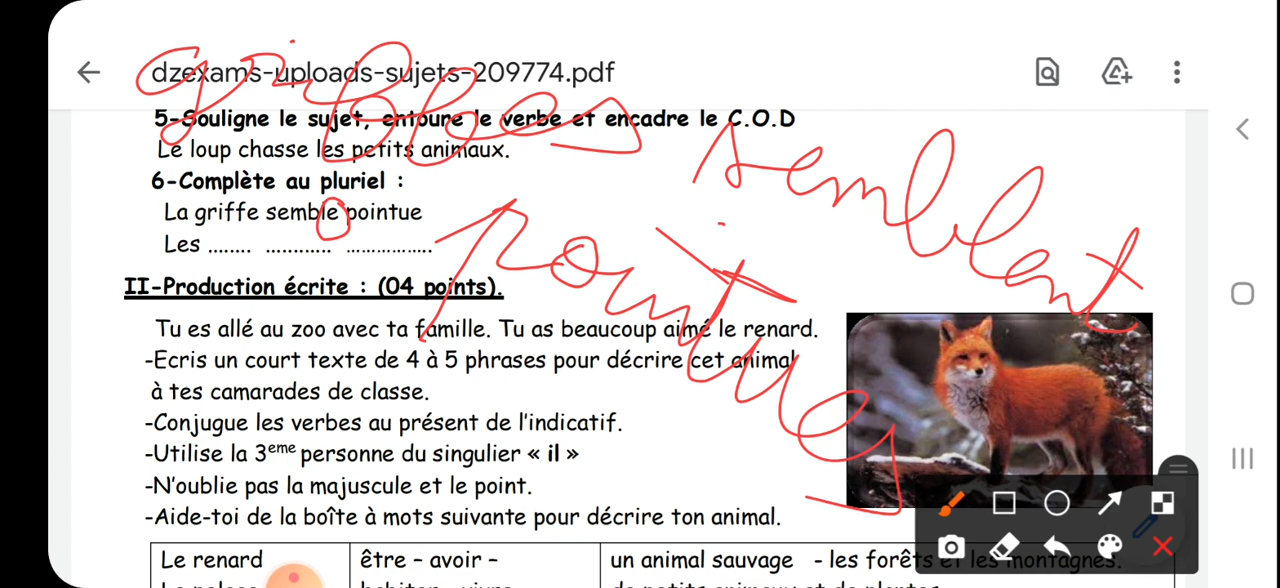 dzexams-uploads-sujets-209774.pdf
5-Souligne le sujet, entoure le verbe et encadre le C.O.D
Le loup chasse les petits animaux.
6-Complète au pluriel :
La griffe semble pointue
Les ........ ............ .................
griffes semblent
pointues
II-Production écrite : (04 points).
Tu es allé au zoo avec ta famille. Tu as beaucoup aimé le renard.
-Ecris un court texte de 4 à 5 phrases pour décrire cet animal
à tes camarades de classe.
-Conjugue les verbes au présent de l'indicatif.
-Utilise la 3eme personne du singulier « il »
-N'oublie pas la majuscule et le point.
-Aide-toi de la boîte à mots suivante pour décrire ton animal.
Le renard être – avoir – un animal sauvage - les forêts et les montagnes.